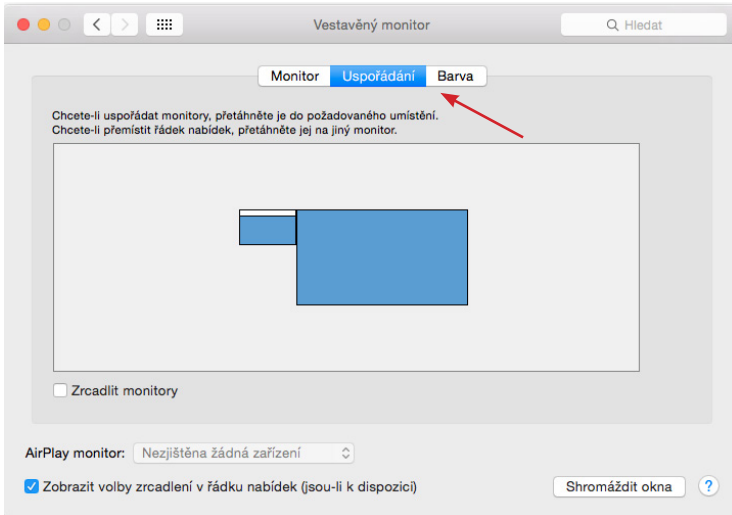 Vestavěný monitor
Hledat
Monitor Uspořádání Barva
Chcete-li uspořádat monitory, přetáhněte je do požadovaného umístění.
Chcete-li přemístit řádek nabídek, přetáhněte jej na jiný monitor.
Zrcadlit monitory
AirPlay monitor: Nezjištěna žádná zařízení
Zobrazit volby zrcadlení v řádku nabídek (jsou-li k dispozici)
Shromáždit okna ?